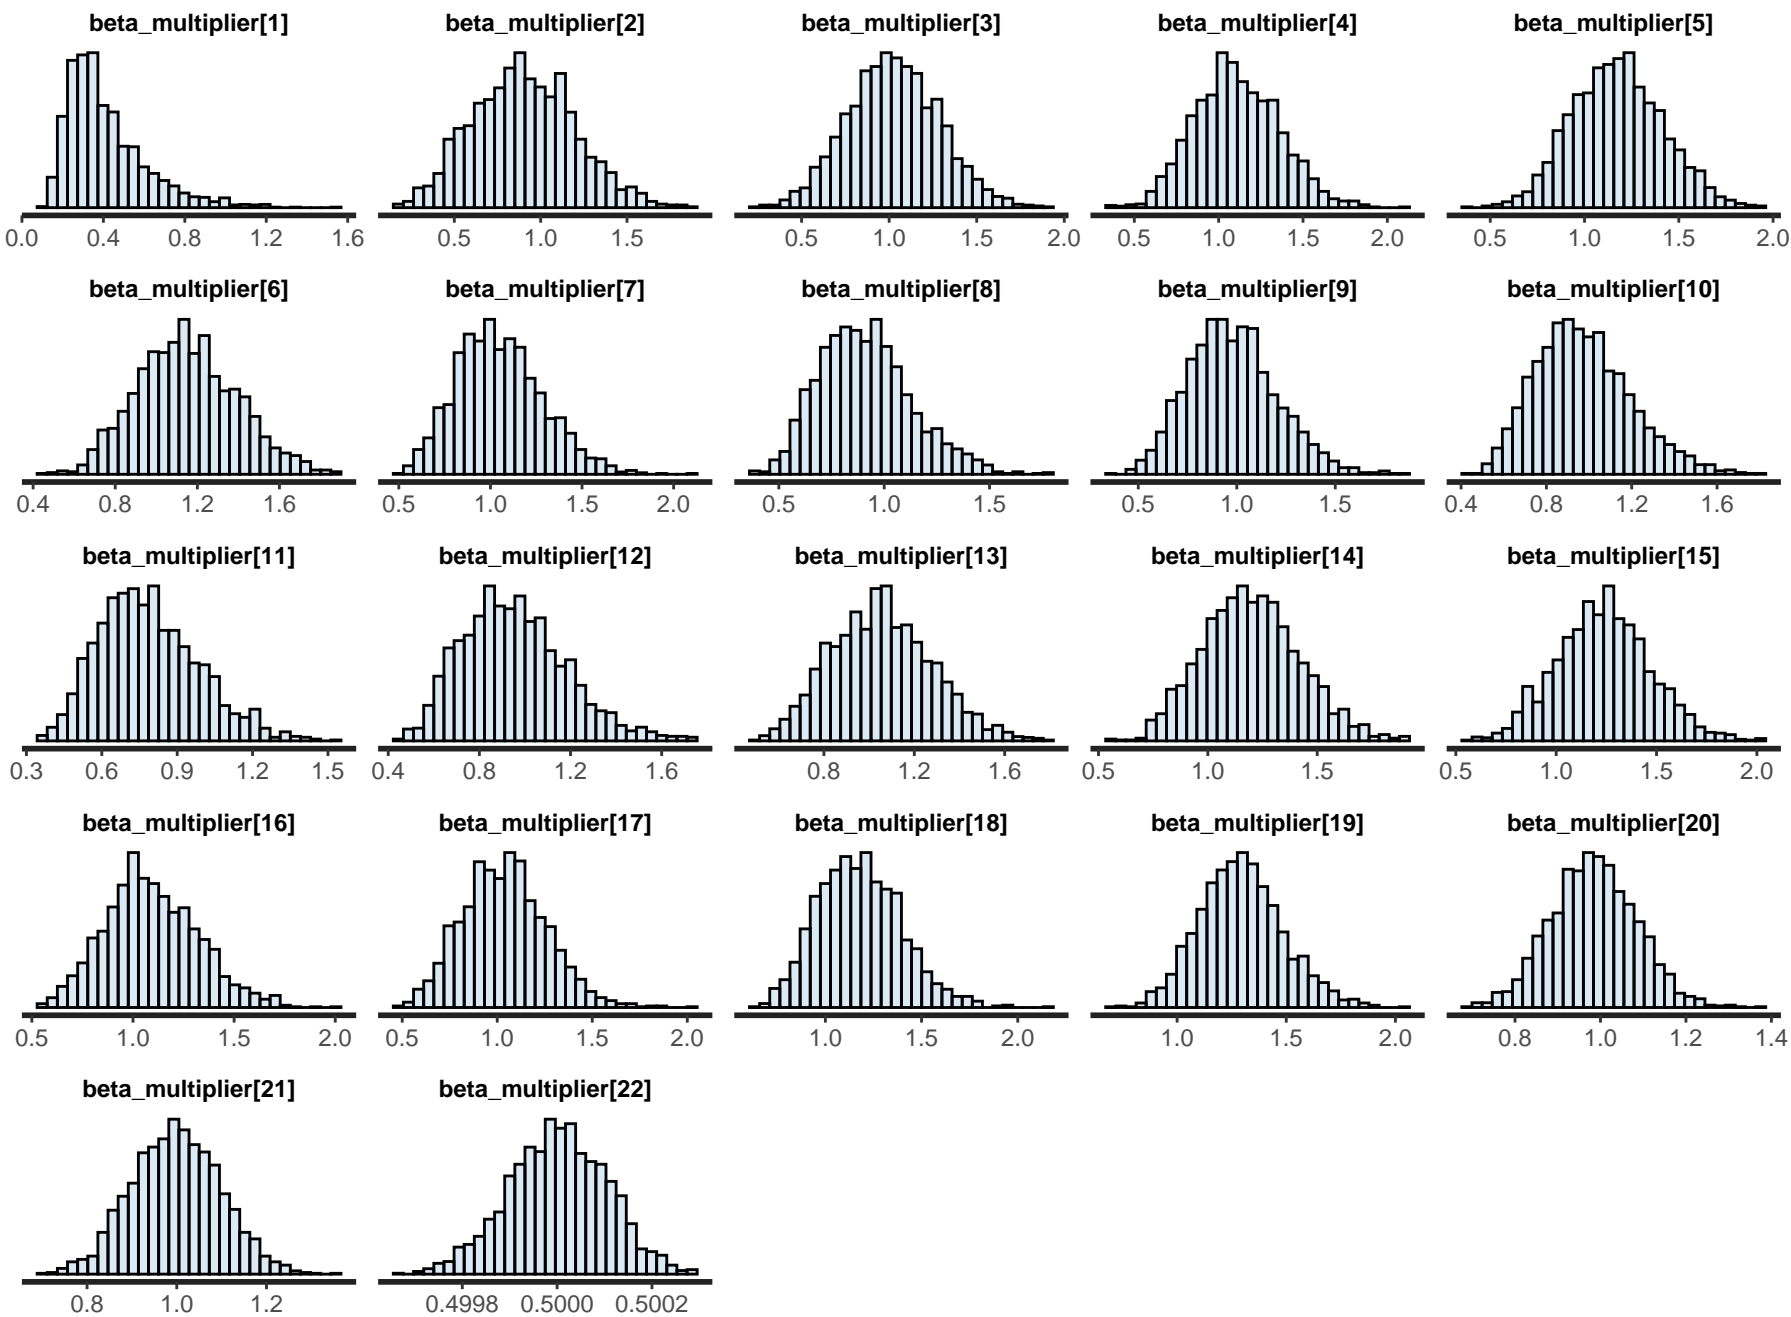 beta_multiplier[1] beta_multiplier[2] beta_multiplier[3] beta_multiplier[4] beta_multiplier[5]
0.0 0.4 0.8 1.2 1.6 0.5 1.0 1.5 0.5 1.0 1.5 2.0 0.5 1.0 1.5 2.0 0.5 1.0 1.5 2.0
beta_multiplier[6] beta_multiplier[7] beta_multiplier[8] beta_multiplier[9] beta_multiplier[10]
0.4 0.8 1.2 1.6 0.5 1.0 1.5 2.0 0.5 1.0 1.5 0.5 1.0 1.5 0.4 0.8 1.2 1.6
beta_multiplier[11] beta_multiplier[12] beta_multiplier[13] beta_multiplier[14] beta_multiplier[15]
0.3 0.6 0.9 1.2 1.5 0.4 0.8 1.2 1.6 0.8 1.2 1.6 0.5 1.0 1.5 0.5 1.0 1.5 2.0
beta_multiplier[16] beta_multiplier[17] beta_multiplier[18] beta_multiplier[19] beta_multiplier[20]
0.5 1.0 1.5 2.0 0.5 1.0 1.5 2.0 1.0 1.5 2.0 1.0 1.5 2.0 0.8 1.0 1.2 1.4
beta_multiplier[21] beta_multiplier[22]
0.8 1.0 1.2 0.4998 0.5000 0.5002